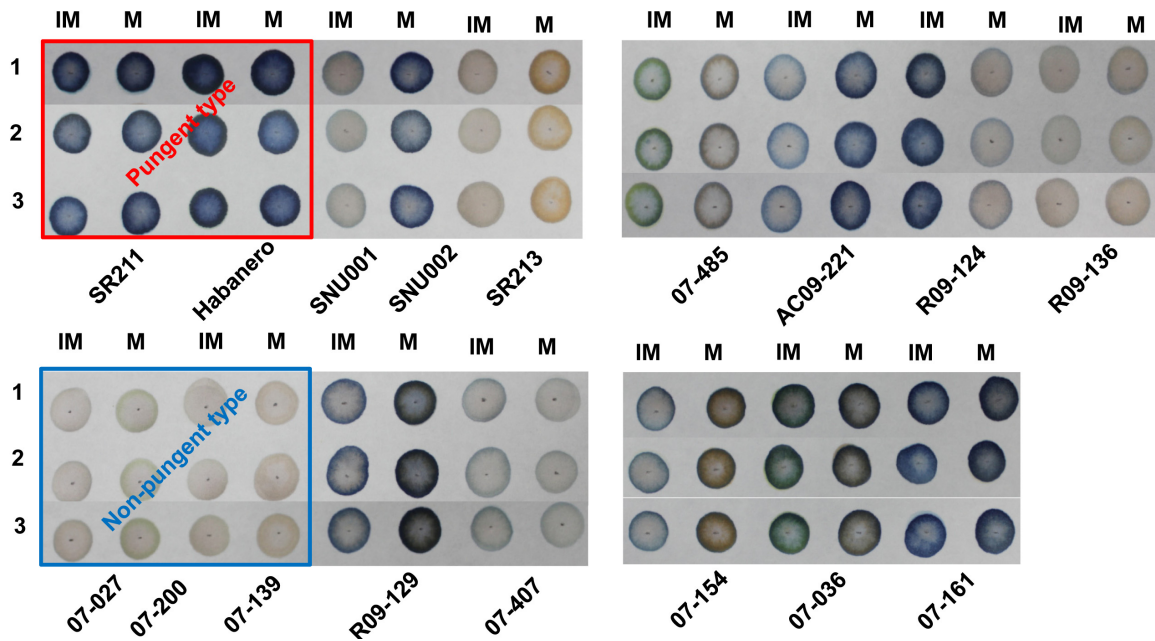 IM M IM M IM M IM M
1
2
3
Pungent type
SR211 Habanero SNU001 SNU002 SR213
IM M IM M IM M IM M
07-485 AC09-221 R09-124 R09-136
IM M IM M IM M IM M
1
2
3
Non-pungent type
07-027 07-200 07-139 R09-129 07-407
IM M IM M IM M
07-154 07-036 07-161